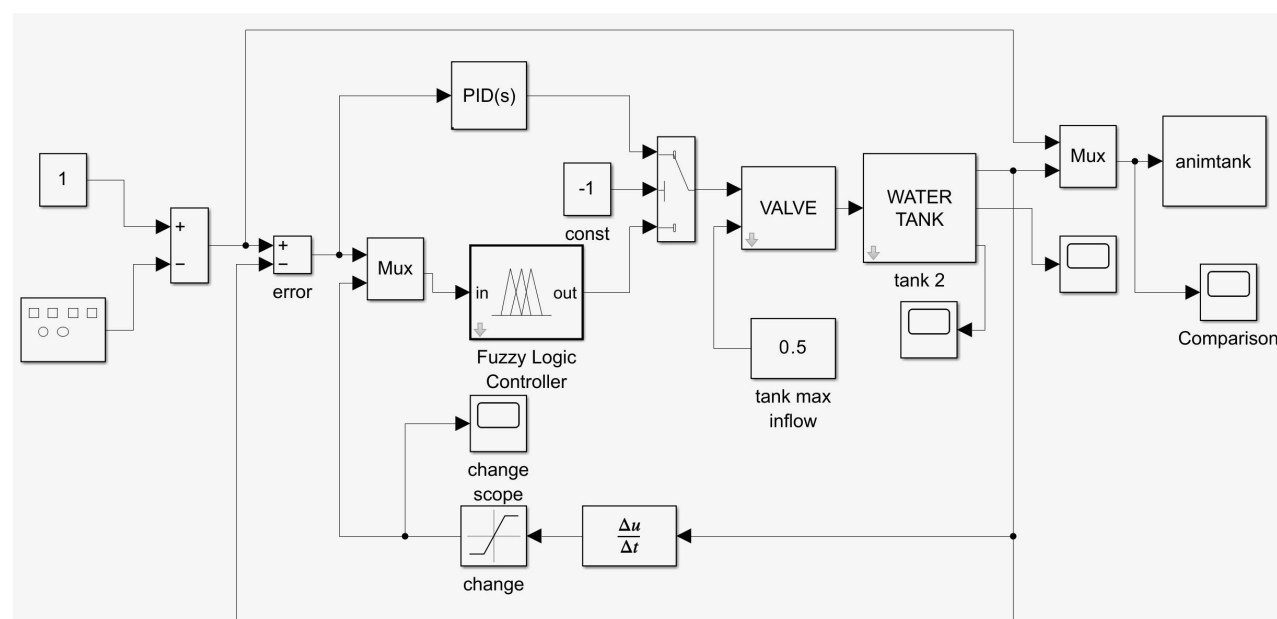 PID(s)
1
+
−
-1
const
+
−
error
Mux
in
out
Fuzzy Logic
Controller
VALVE
WATER
TANK
tank 2
Mux
animtank
Comparison
0.5
tank max
inflow
change
scope
Δu
Δt
change